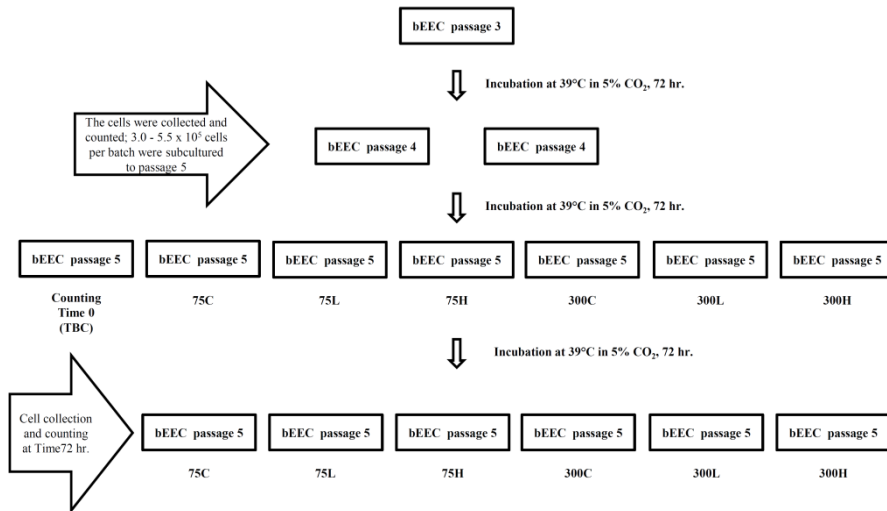 bEEC passage 3
Incubation at 39°C in 5% CO₂, 72 hr.
The cells were collected and
counted; 3.0 - 5.5 x 10⁵ cells
per batch were subcultured
to passage 5
bEEC passage 4
bEEC passage 4
Incubation at 39°C in 5% CO₂, 72 hr.
bEEC passage 5
bEEC passage 5
bEEC passage 5
bEEC passage 5
bEEC passage 5
bEEC passage 5
bEEC passage 5
Counting
Time 0
(TBC)
75C
75L
75H
300C
300L
300H
Incubation at 39°C in 5% CO₂, 72 hr.
Cell collection
and counting
at Time72 hr.
bEEC passage 5
bEEC passage 5
bEEC passage 5
bEEC passage 5
bEEC passage 5
bEEC passage 5
75C
75L
75H
300C
300L
300H